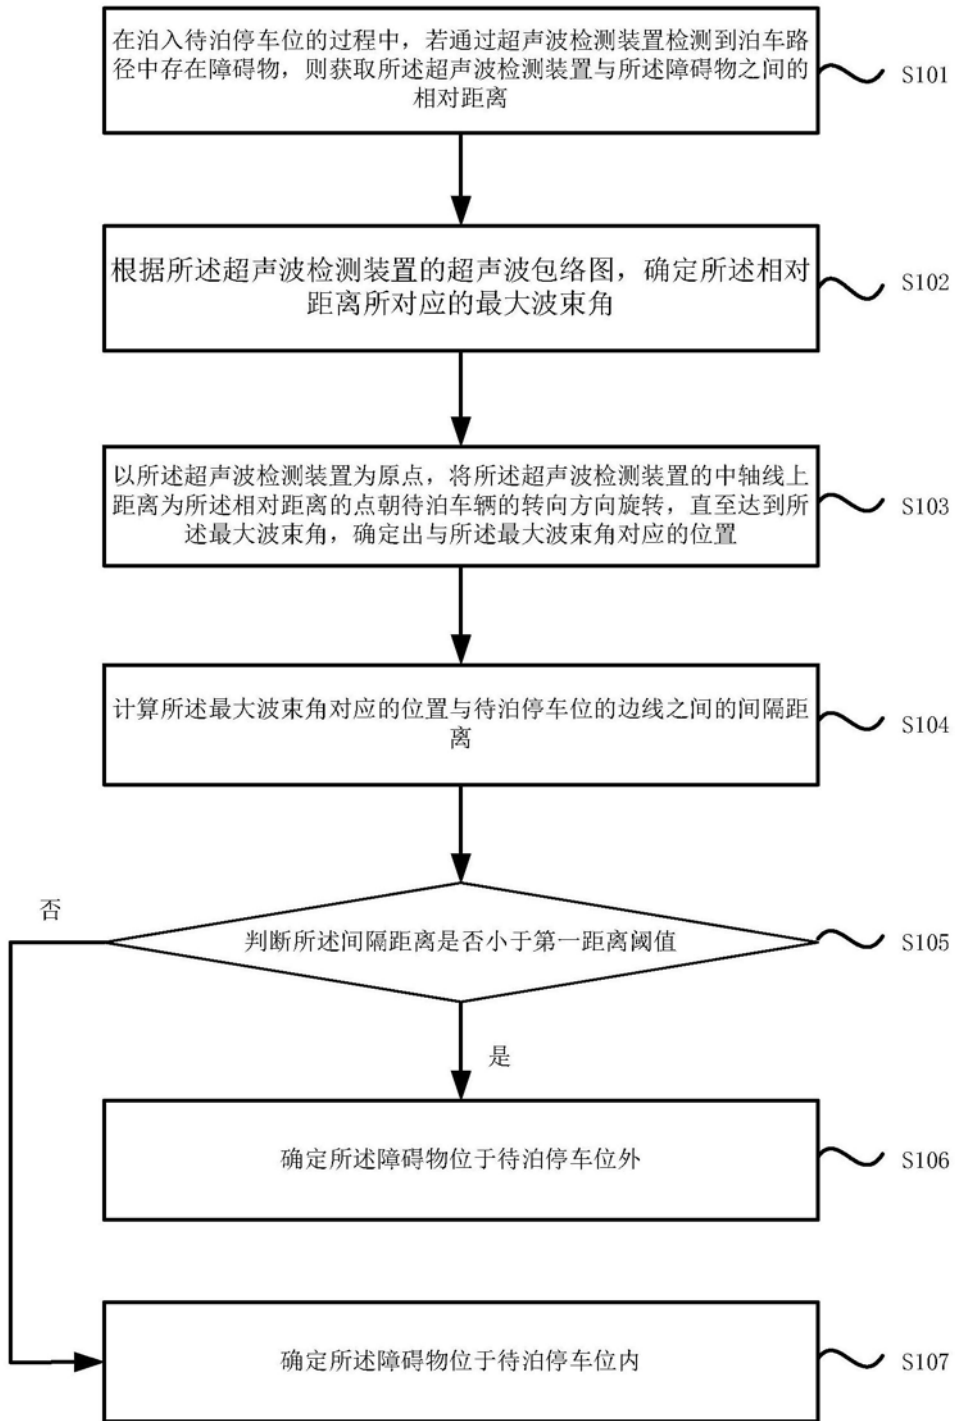 在泊入待泊停车位的过程中，若通过超声波检测装置检测到泊车路
径中存在障碍物，则获取所述超声波检测装置与所述障碍物之间的
相对距离
S101
根据所述超声波检测装置的超声波包络图，确定所述相对
距离所对应的最大波束角
S102
以所述超声波检测装置为原点，将所述超声波检测装置的中轴线上
距离为所述相对距离的点朝待泊车辆的转向方向旋转，直至达到所
述最大波束角，确定出与所述最大波束角对应的位置
S103
计算所述最大波束角对应的位置与待泊停车位的边线之间的间隔距
离
S104
否
判断所述间隔距离是否小于第一距离阈值
S105
是
确定所述障碍物位于待泊停车位外
S106
确定所述障碍物位于待泊停车位内
S107